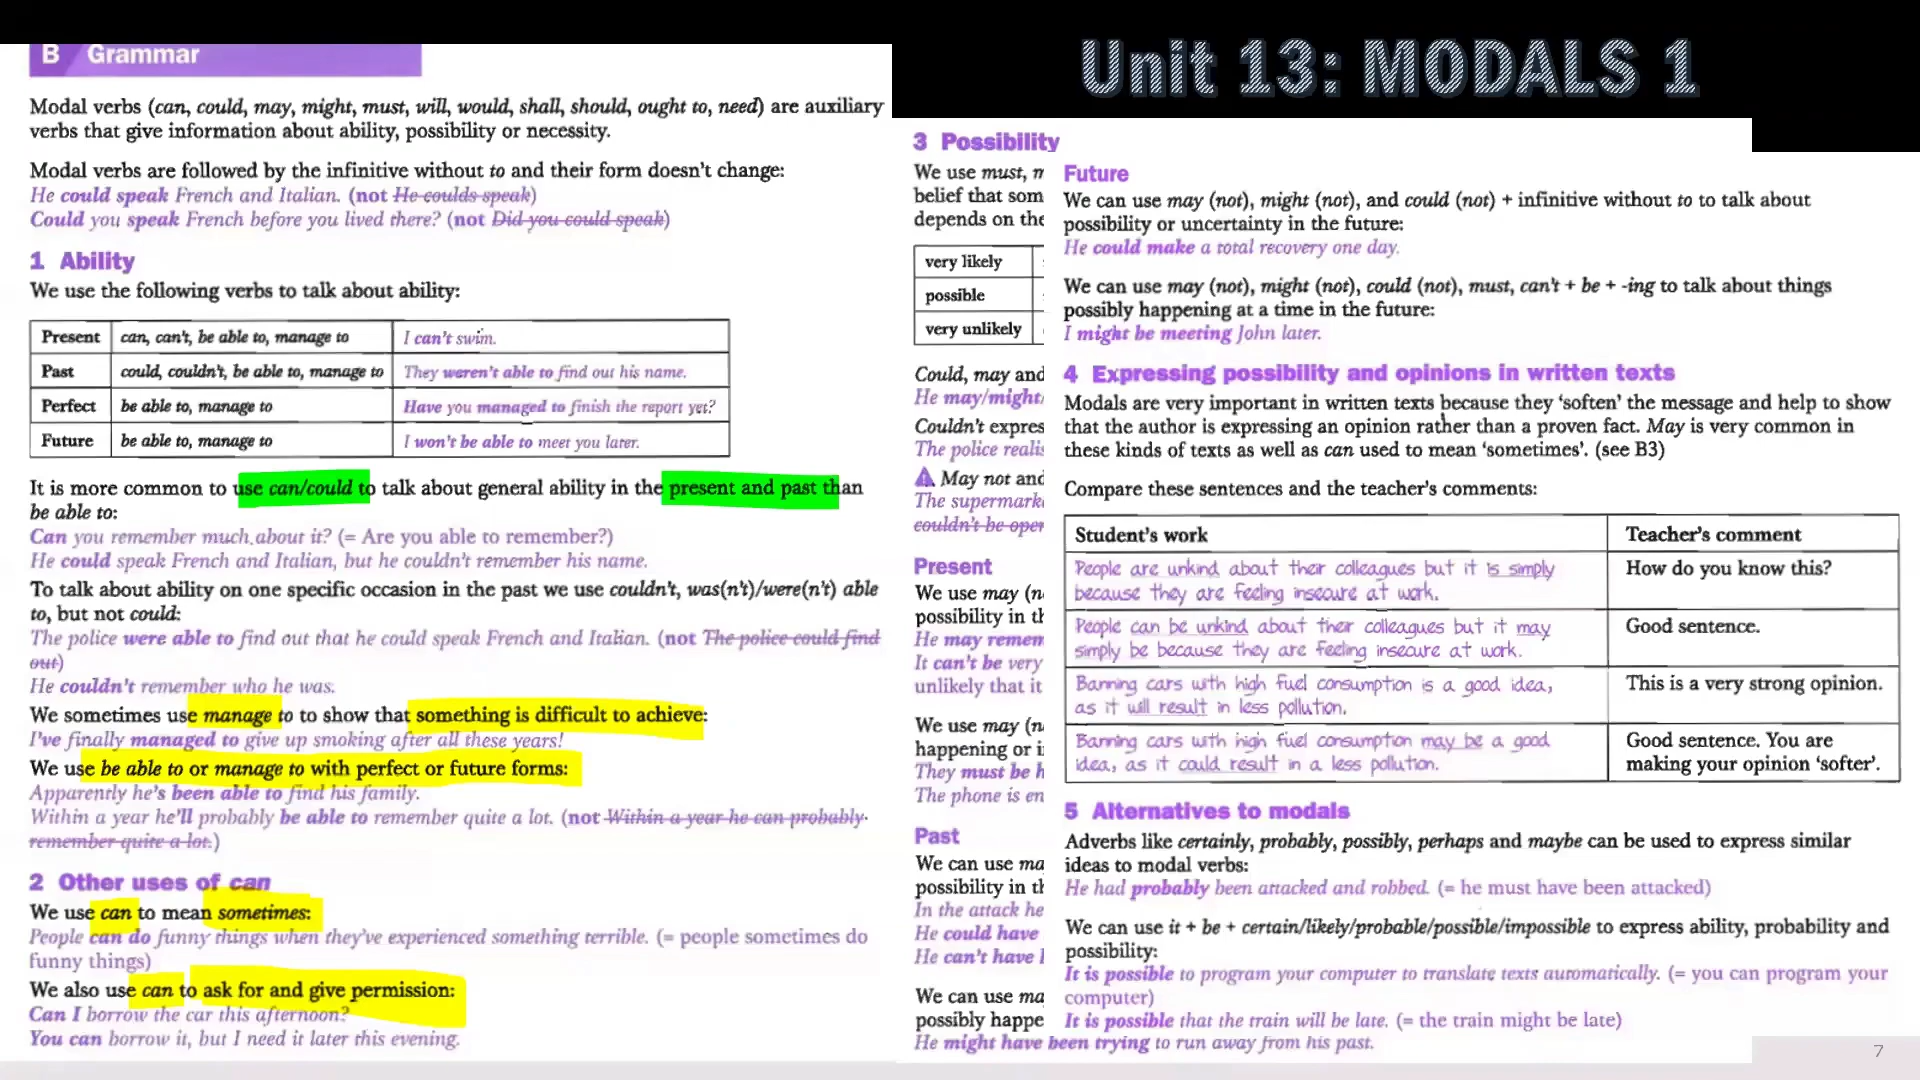 B Grammar
Unit 13: MODALS 1
Modal verbs (can, could, may, might, must, will, would, shall, should, ought to, need) are auxiliary
verbs that give information about ability, possibility or necessity.
Modal verbs are followed by the infinitive without to and their form doesn't change:
He could speak French and Italian. (not He coulds speak)
Could you speak French before you lived there? (not Did you could speak)
1 Ability
We use the following verbs to talk about ability:
Present can, can't, be able to, manage to I can't swim.
Past could, couldn't, be able to, manage to They weren't able to find out his name.
Perfect be able to, manage to Have you managed to finish the report yet?
Future be able to, manage to I won't be able to meet you later.
It is more common to use can/could to talk about general ability in the present and past than
be able to:
Can you remember much about it? (= Are you able to remember?)
He could speak French and Italian, but he couldn't remember his name.
To talk about ability on one specific occasion in the past we use couldn't, was(n't)/were(n't) able
to, but not could:
The police were able to find out that he could speak French and Italian. (not The police could find
out)
He couldn't remember who he was.
We sometimes use manage to to show that something is difficult to achieve:
I've finally managed to give up smoking after all these years!
We use be able to or manage to with perfect or future forms:
Apparently he's been able to find his family.
Within a year he'll probably be able to remember quite a lot. (not Within a year he can probably
remember quite a lot.)
2 Other uses of can
We use can to mean sometimes:
People can do funny things when they've experienced something terrible. (= people sometimes do
funny things)
We also use can to ask for and give permission:
Can I borrow the car this afternoon?
You can borrow it, but I need it later this evening.
3 Possibility
We use must,
belief that som
depends on the
very likely
possible
very unlikely
Could, may and
He may/might
Couldn't expres
The police realis
May not and
The supermark
couldn't be oper
Present
We use may (n
possibility in th
He may remem
It can't be very
unlikely that it
We use may (n
happening or i
They must be h
The phone is en
Past
We can use ma
possibility in th
In the attack he
He could have
He can't have
We can use ma
possibly happe
He might have been trying to run away from his past.
Future
We can use may (not), might (not), and could (not) + infinitive without to to talk about
possibility or uncertainty in the future:
He could make a total recovery one day.
We can use may (not), might (not), could (not), must, can't + be + -ing to talk about things
possibly happening at a time in the future:
I might be meeting John later.
4 Expressing possibility and opinions in written texts
Modals are very important in written texts because they 'soften' the message and help to show
that the author is expressing an opinion rather than a proven fact. May is very common in
these kinds of texts as well as can used to mean 'sometimes'. (see B3)
Compare these sentences and the teacher's comments:
Student's work Teacher's comment
People are unkind about their colleagues but it is simply How do you know this?
because they are feeling insecure at work.
People can be unkind about their colleagues but it may Good sentence.
simply be because they are feeling insecure at work.
Banning cars with high fuel consumption is a good idea, This is a very strong opinion.
as it will result in less pollution.
Banning cars with high fuel consumption may be a good Good sentence. You are
idea, as it could result in a less pollution. making your opinion 'softer'.
5 Alternatives to modals
Adverbs like certainly, probably, possibly, perhaps and maybe can be used to express similar
ideas to modal verbs:
He had probably been attacked and robbed. (= he must have been attacked)
We can use it + be + certain/likely/probable/possible/impossible to express ability, probability and
possibility:
It is possible to program your computer to translate texts automatically. (= you can program your
computer)
It is possible that the train will be late. (= the train might be late)
7